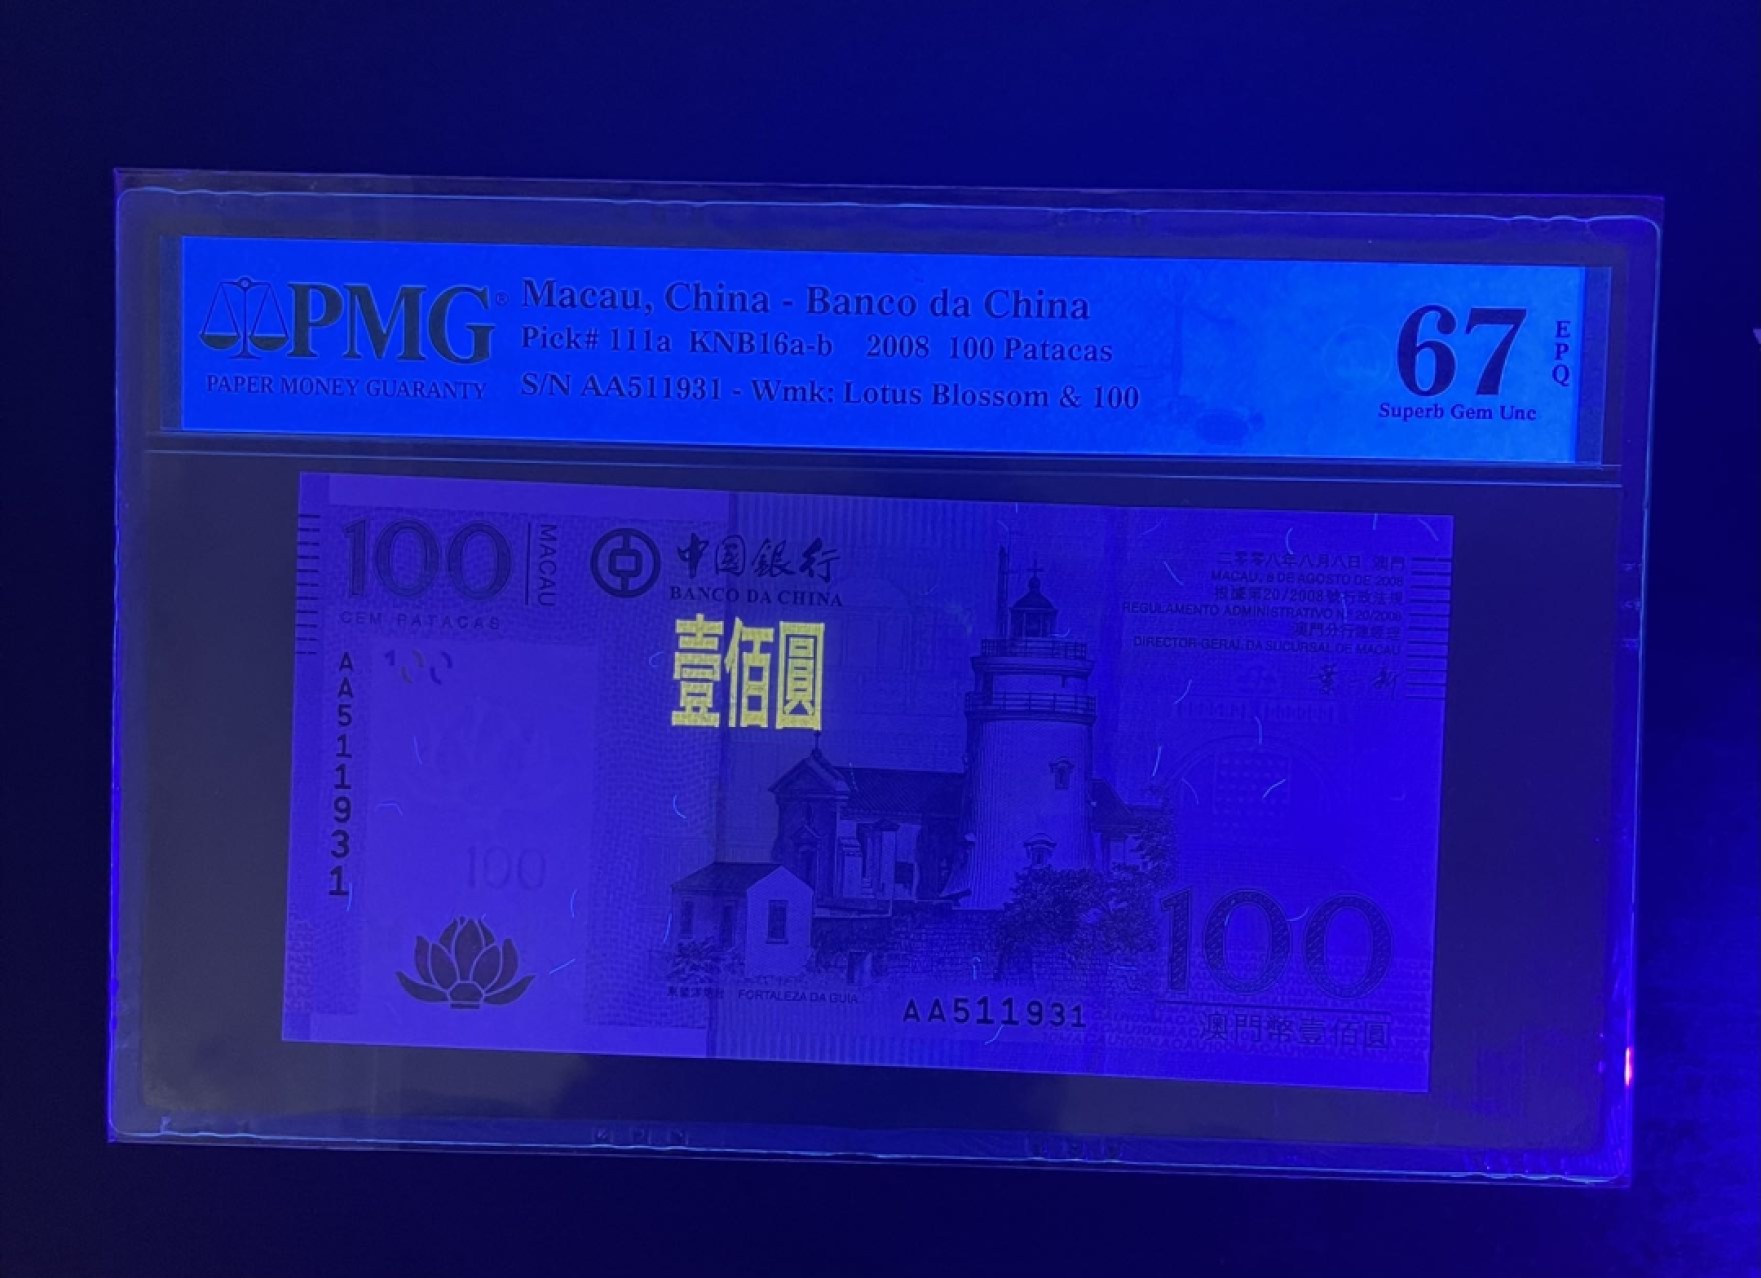 PMG®
PAPER MONEY GUARANTY
Macau, China - Banco da China
Pick# 111a KNB16a-b 2008 100 Patacas
S/N AA511931 - Wmk: Lotus Blossom & 100
67
EPQ
Superb Gem Unc
100
MACAU
CEM PATACAS
中國銀行
BANCO DA CHINA
壹佰圓
二零零八年八月八日 澳門
MACAU, 8 DE AGOSTO DE 2008
根據第20/2008號行政法規
REGULAMENTO ADMINISTRATIVO Nº 20/2008
澳門分行總經理
DIRECTOR-GERAL DA SUCURSAL DE MACAU
AA511931
100
100
FORTALEZA DA GUIA
AA511931
100
澳門幣壹佰圓